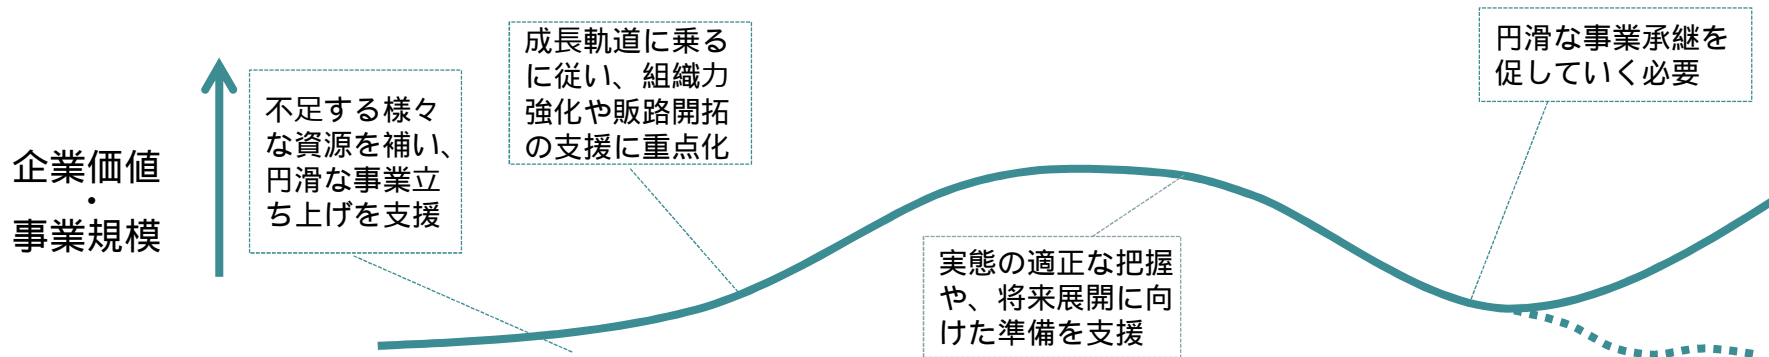 企業価値
・
事業規模
不足する様々
な資源を補い、
円滑な事業立
ち上げを支援
成長軌道に乗る
に従い、組織力
強化や販路開拓
の支援に重点化
実態の適正な把握
や、将来展開に向
けた準備を支援
円滑な事業承継を
促していく必要